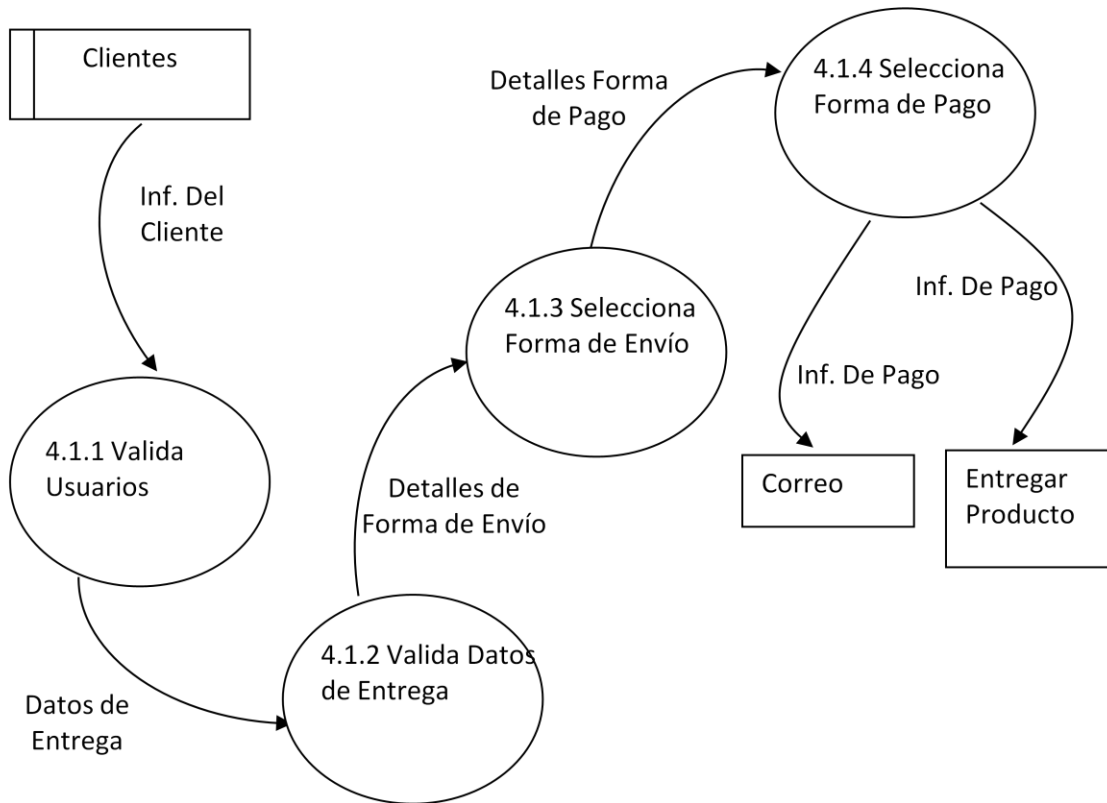 Clientes
Inf. Del
Cliente
4.1.1 Valida
Usuarios
Datos de
Entrega
4.1.2 Valida Datos
de Entrega
Detalles de
Forma de Envío
4.1.3 Selecciona
Forma de Envío
Detalles Forma
de Pago
4.1.4 Selecciona
Forma de Pago
Inf. De Pago
Inf. De Pago
Correo
Entregar
Producto